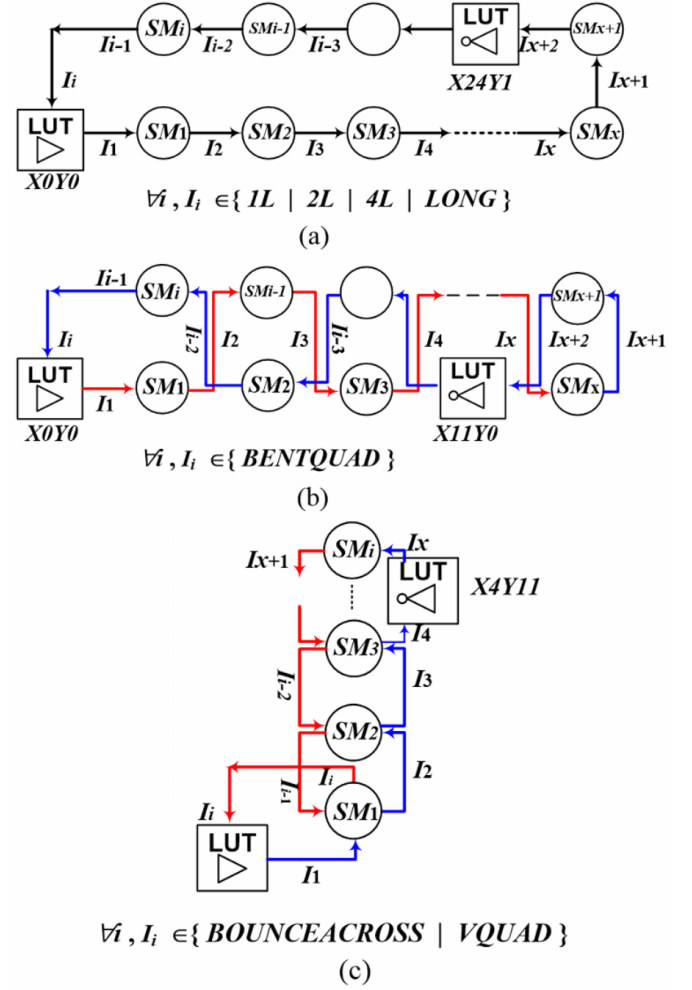 Ii-1 SMi Ii-2 SMi-1 Ii-3 LUT Ix+2 SMx+1
Ii X24Y1 Ix+1
LUT I1 SM1 I2 SM2 I3 SM3 I4 Ix SMx
X0Y0
∀i , Ii ∈{ 1L | 2L | 4L | LONG }
(a)
Ii-1 SMi SMi-1 SMx+1
Ii Ii-2 I2 I3 Ii-3 I4 Ix Ix+2 Ix+1
LUT I1 SM1 SM2 SM3 LUT SMx
X0Y0 X11Y0
∀i , Ii ∈{ BENTQUAD }
(b)
SMi Ix
Ix+1 LUT X4Y11
SM3 I4
Ii-2 I3
SM2
Ii-1 Ii I2
Ii SM1
LUT I1
∀i , Ii ∈{ BOUNCEACROSS | VQUAD }
(c)